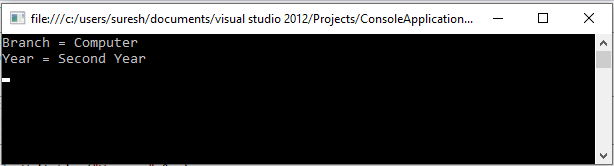 file:///c:/users/suresh/documents/visual studio 2012/Projects/ConsoleApplication...
Branch = Computer
Year = Second Year